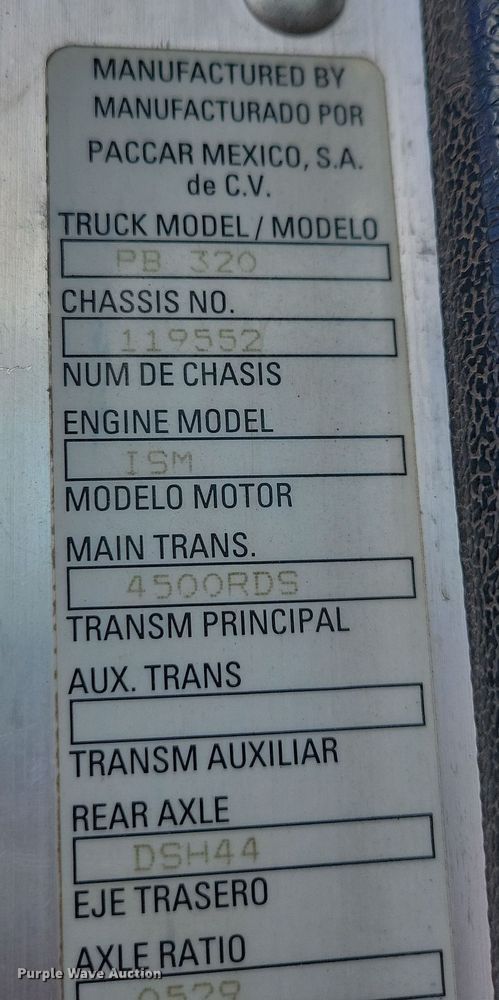 MANUFACTURED BY
MANUFACTURADO POR
PACCAR MEXICO, S.A.
de C.V.
TRUCK MODEL / MODELO
PB 320
CHASSIS NO.
119552
NUM DE CHASIS
ENGINE MODEL
ISM
MODELO MOTOR
MAIN TRANS.
4500RDS
TRANSM PRINCIPAL
AUX. TRANS
TRANSM AUXILIAR
REAR AXLE
DSH44
EJE TRASERO
AXLE RATIO
0529
Purple Wave Auction